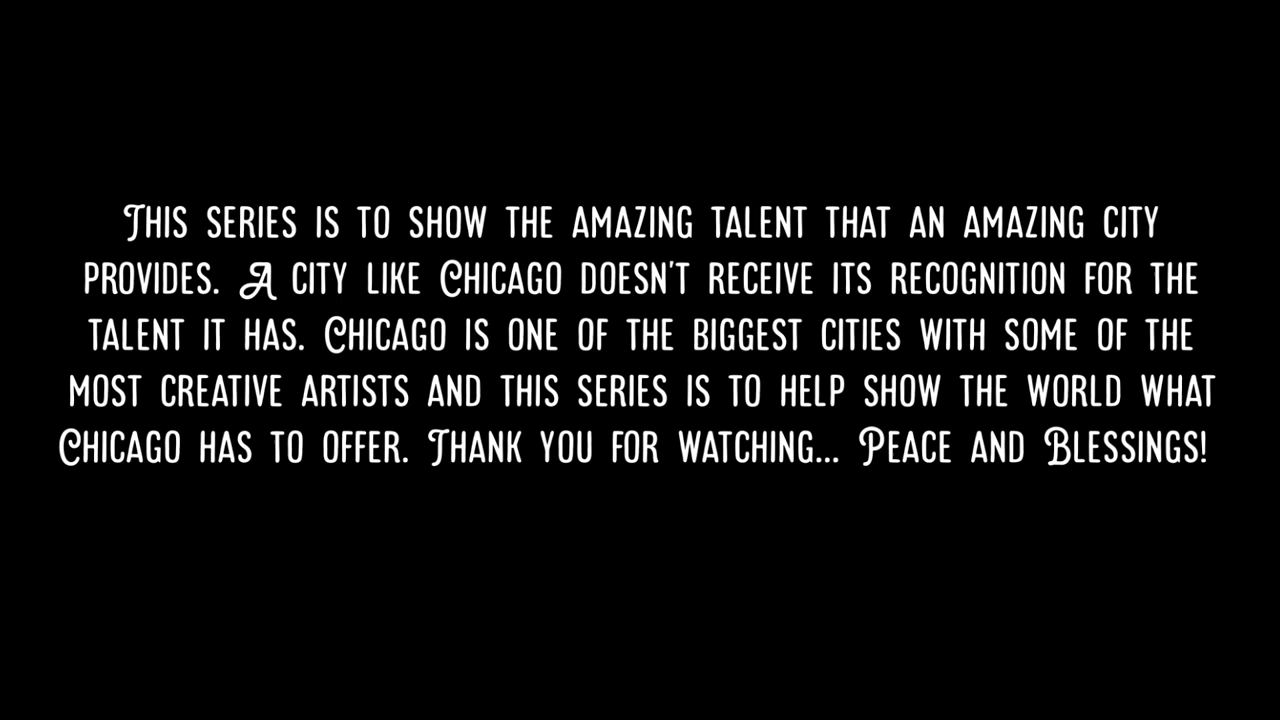 This series is to show the amazing talent that an amazing city
provides. A city like Chicago doesn't receive its recognition for the
talent it has. Chicago is one of the biggest cities with some of the
most creative artists and this series is to help show the world what
Chicago has to offer. Thank you for watching... Peace and Blessings!